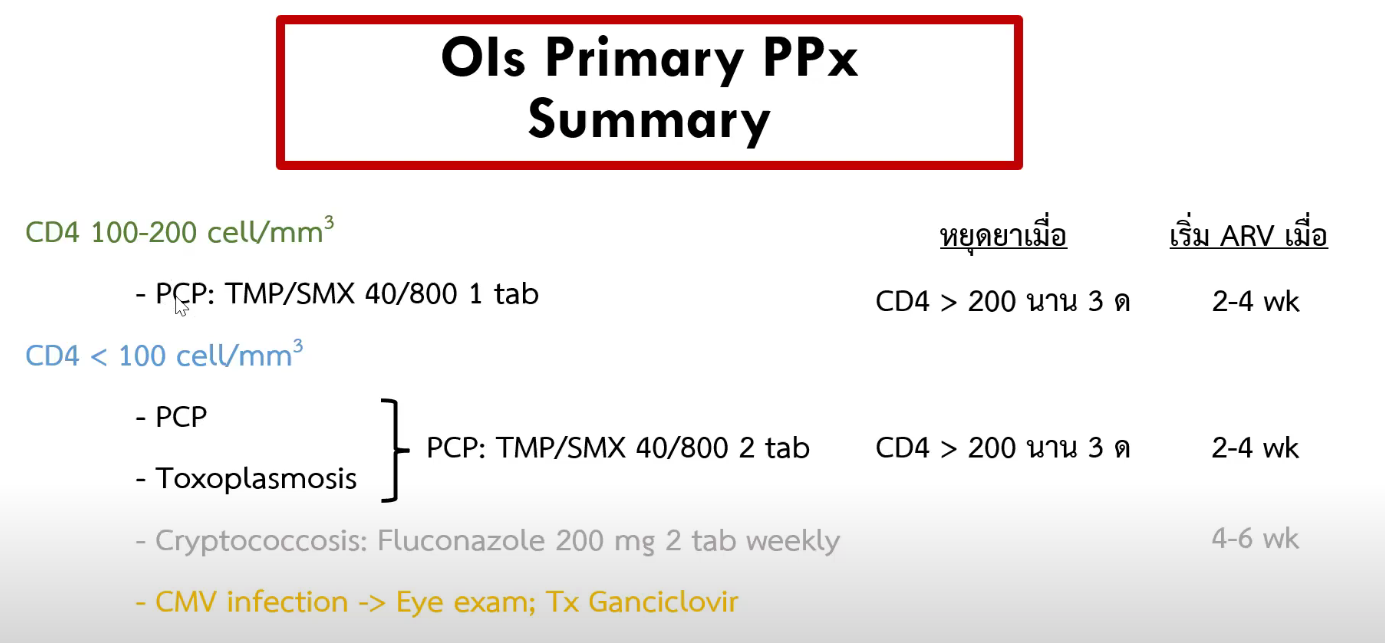 OIs Primary PPx
Summary
CD4 100-200 cell/mm³ หยุดยาเมื่อ เริ่ม ARV เมื่อ
- PCP: TMP/SMX 40/800 1 tab CD4 > 200 นาน 3 ด 2-4 wk
CD4 < 100 cell/mm³
- PCP
- Toxoplasmosis
PCP: TMP/SMX 40/800 2 tab CD4 > 200 นาน 3 ด 2-4 wk
- Cryptococcosis: Fluconazole 200 mg 2 tab weekly 4-6 wk
- CMV infection -> Eye exam; Tx Ganciclovir